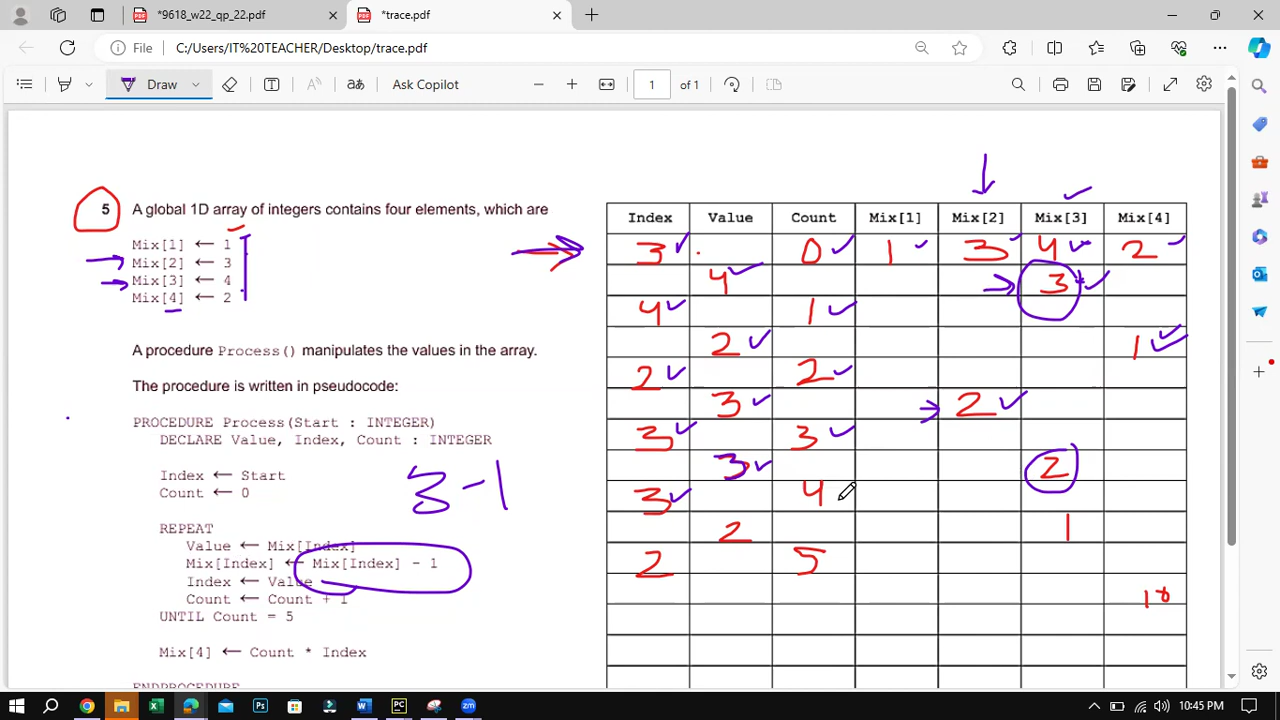 *9618_w22_qp_22.pdf
*trace.pdf
File
C:/Users/IT%20TEACHER/Desktop/trace.pdf
Draw
Ask Copilot
1
of 1
5 A global 1D array of integers contains four elements, which are
Mix[1] ← 1
Mix[2] ← 3
Mix[3] ← 4
Mix[4] ← 2
A procedure Process() manipulates the values in the array.
The procedure is written in pseudocode:
PROCEDURE Process(Start : INTEGER)
DECLARE Value, Index, Count : INTEGER
Index ← Start
Count ← 0
3-1
REPEAT
Value ← Mix[Index]
Mix[Index] ← Mix[Index] - 1
Index ← Value
Count ← Count + 1
UNTIL Count = 5
Mix[4] ← Count * Index
ENDPROCEDURE
Index Value Count Mix[1] Mix[2] Mix[3] Mix[4]
3 0 1 3 4 2
4 3
4 1
2 1
2 2
3 2
3 3
3 2
3 4
2 1
2 5
10:45 PM